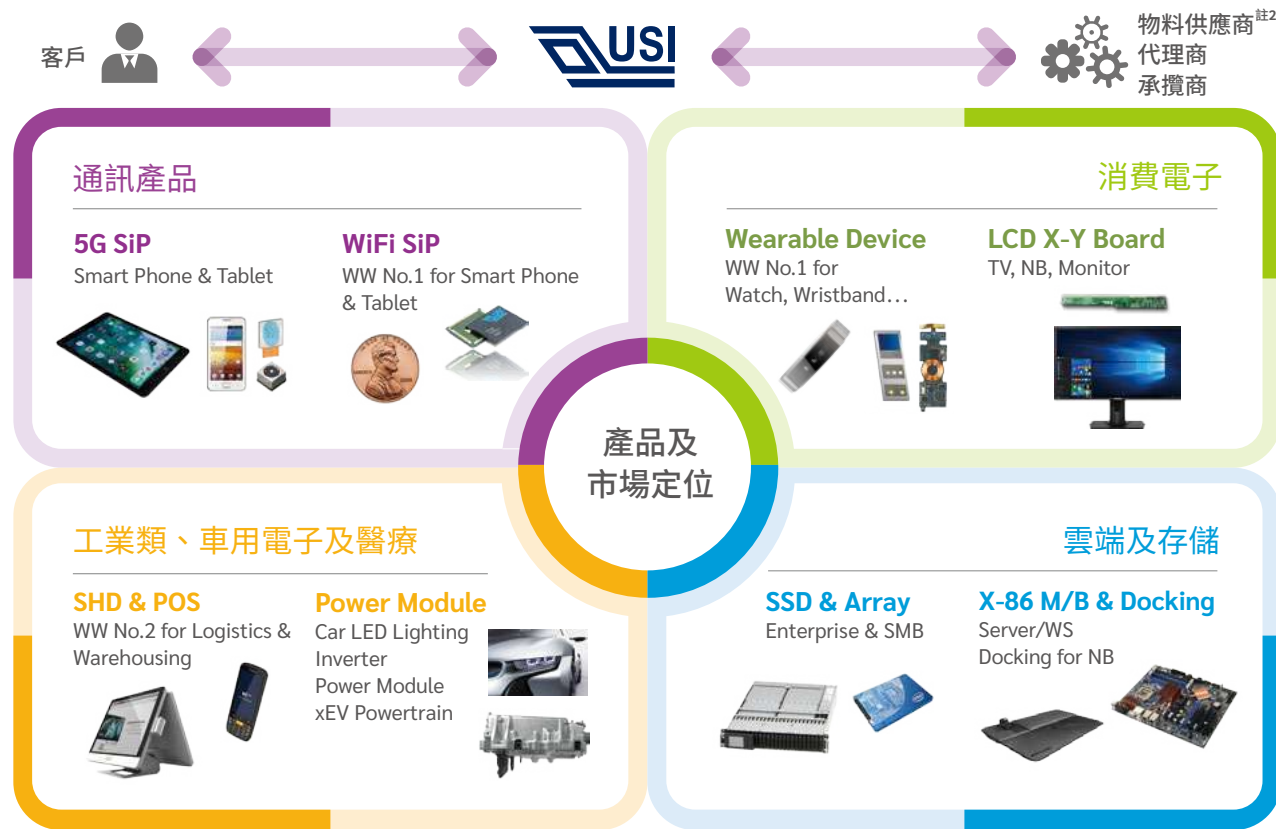 客戶
USI
物料供應商註2
代理商
承攬商
通訊產品
5G SiP
Smart Phone & Tablet
WiFi SiP
WW No.1 for Smart Phone
& Tablet
消費電子
Wearable Device
WW No.1 for
Watch, Wristband…
LCD X-Y Board
TV, NB, Monitor
產品及
市場定位
工業類、車用電子及醫療
SHD & POS
WW No.2 for Logistics &
Warehousing
Power Module
Car LED Lighting
Inverter
Power Module
xEV Powertrain
雲端及存儲
SSD & Array
Enterprise & SMB
X-86 M/B & Docking
Server/WS
Docking for NB